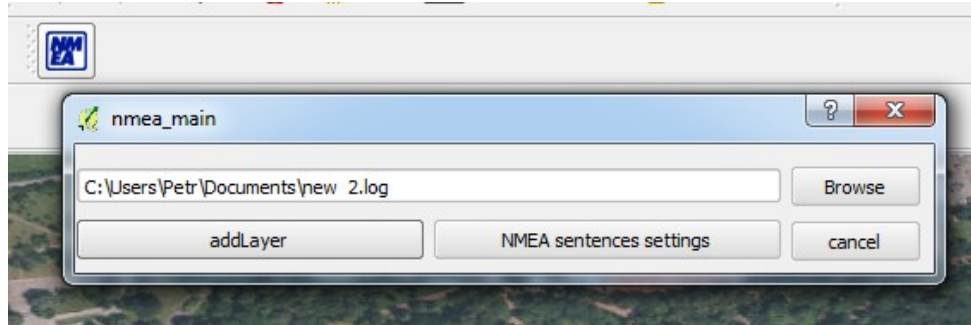 NM
EA
nmea_main
?
x
C:\Users\Petr\Documents\new  2.log
Browse
addLayer
NMEA sentences settings
cancel